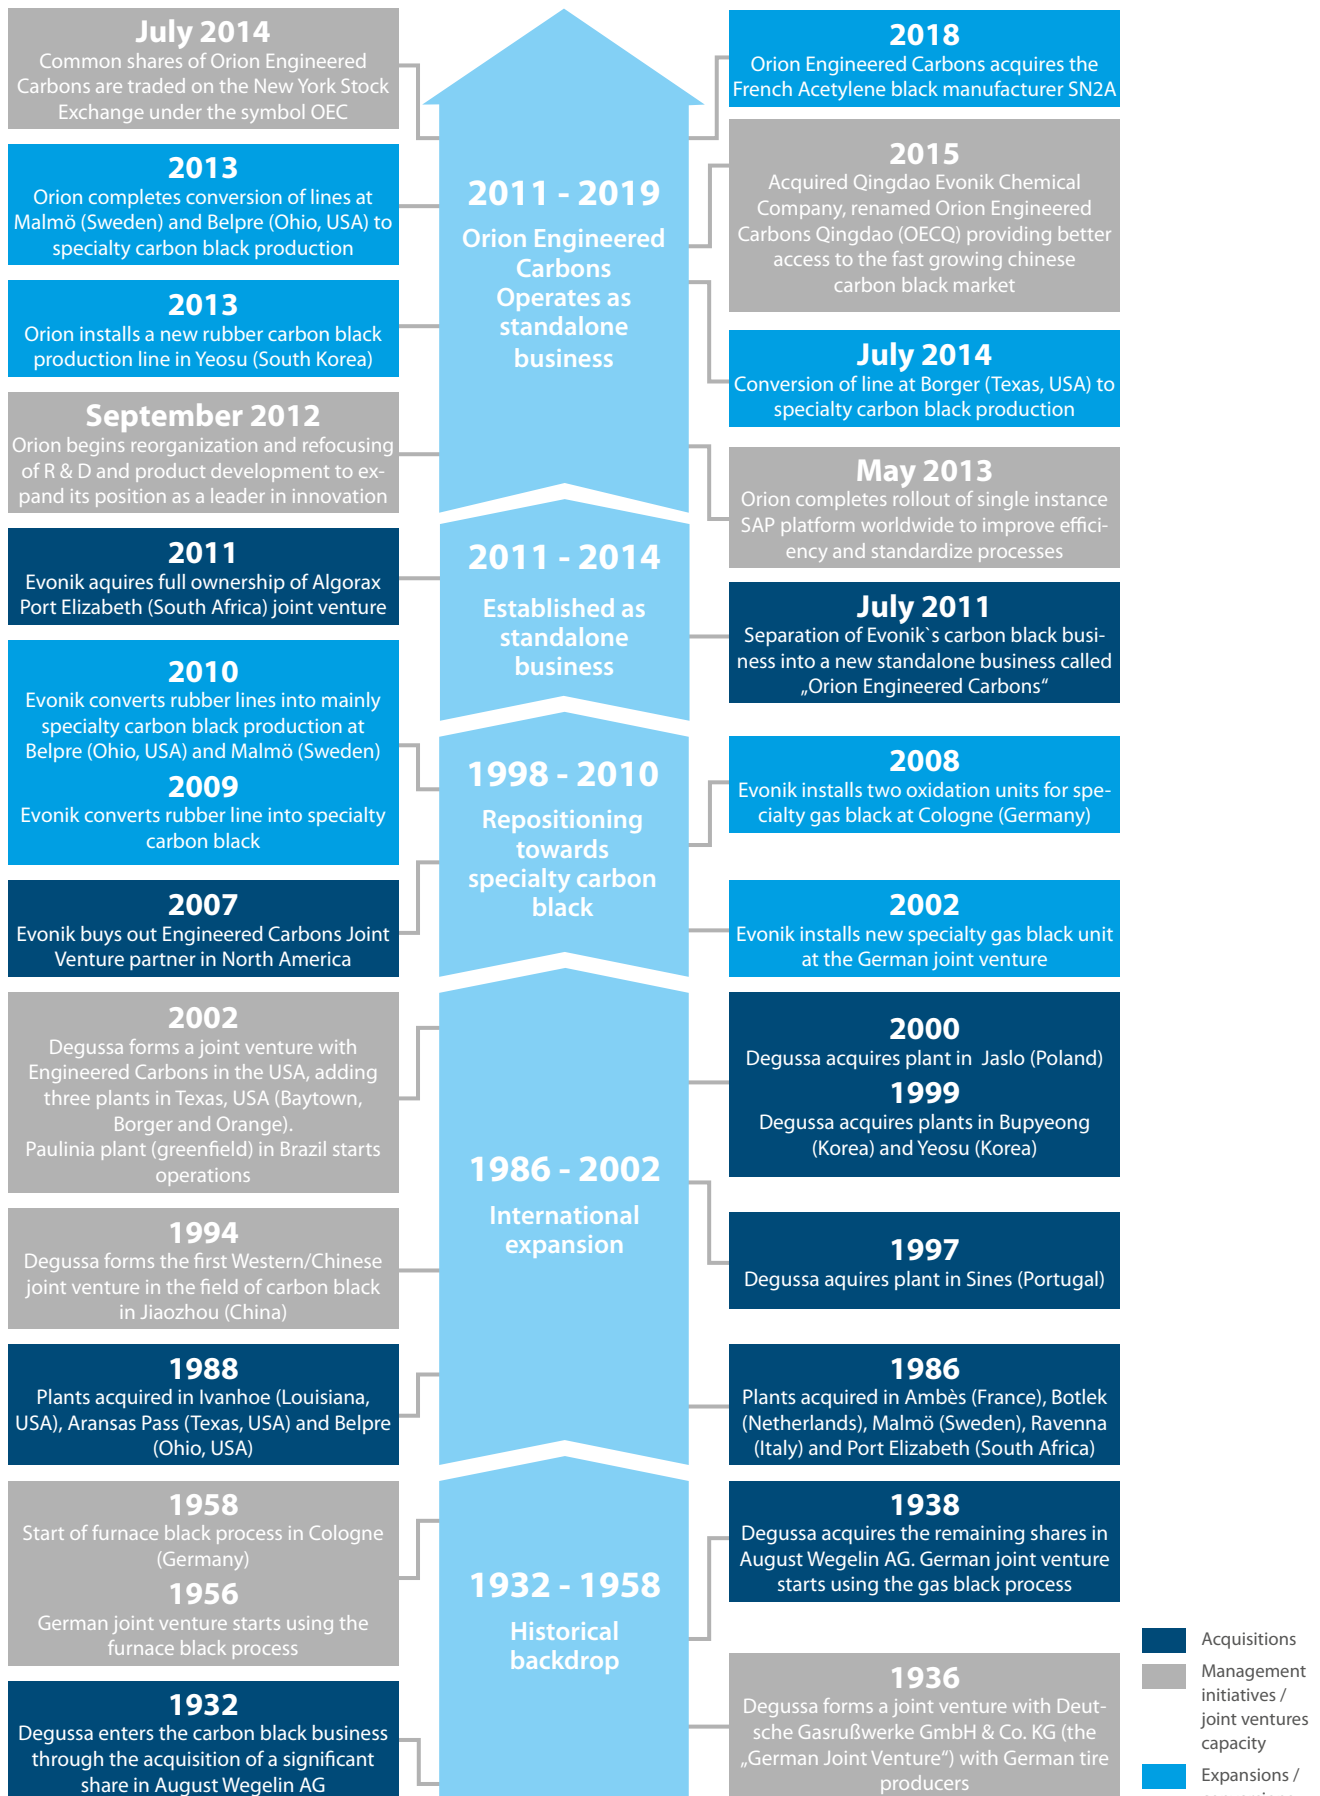 July 2014
Common shares of Orion Engineered
Carbons are traded on the New York Stock
Exchange under the symbol OEC
2013
Orion completes conversion of lines at
Malmö (Sweden) and Belpre (Ohio, USA) to
specialty carbon black production
2013
Orion installs a new rubber carbon black
production line in Yeosu (South Korea)
September 2012
Orion begins reorganization and refocusing
of R & D and product development to ex-
pand its position as a leader in innovation
2011
Evonik aquires full ownership of Algorax
Port Elizabeth (South Africa) joint venture
2010
Evonik converts rubber lines into mainly
specialty carbon black production at
Belpre (Ohio, USA) and Malmö (Sweden)
2009
Evonik converts rubber line into specialty
carbon black
2007
Evonik buys out Engineered Carbons Joint
Venture partner in North America
2002
Degussa forms a joint venture with
Engineered Carbons in the USA, adding
three plants in Texas, USA (Baytown,
Borger and Orange).
Paulinia plant (greenfield) in Brazil starts
operations
1994
Degussa forms the first Western/Chinese
joint venture in the field of carbon black
in Jiaozhou (China)
1988
Plants acquired in Ivanhoe (Louisiana,
USA), Aransas Pass (Texas, USA) and Belpre
(Ohio, USA)
1958
Start of furnace black process in Cologne
(Germany)
1956
German joint venture starts using the
furnace black process
1932
Degussa enters the carbon black business
through the acquisition of a significant
share in August Wegelin AG
2011 - 2019
Orion Engineered
Carbons
Operates as
standalone
business
2011 - 2014
Established as
standalone
business
1998 - 2010
Repositioning
towards
specialty carbon
black
1986 - 2002
International
expansion
1932 - 1958
Historical
backdrop
2018
Orion Engineered Carbons acquires the
French Acetylene black manufacturer SN2A
2015
Acquired Qingdao Evonik Chemical
Company, renamed Orion Engineered
Carbons Qingdao (OECQ) providing better
access to the fast growing chinese
carbon black market
July 2014
Conversion of line at Borger (Texas, USA) to
specialty carbon black production
May 2013
Orion completes rollout of single instance
SAP platform worldwide to improve effici-
ency and standardize processes
July 2011
Separation of Evonik`s carbon black busi-
ness into a new standalone business called
„Orion Engineered Carbons“
2008
Evonik installs two oxidation units for spe-
cialty gas black at Cologne (Germany)
2002
Evonik installs new specialty gas black unit
at the German joint venture
2000
Degussa acquires plant in Jaslo (Poland)
1999
Degussa acquires plants in Bupyeong
(Korea) and Yeosu (Korea)
1997
Degussa aquires plant in Sines (Portugal)
1986
Plants acquired in Ambès (France), Botlek
(Netherlands), Malmö (Sweden), Ravenna
(Italy) and Port Elizabeth (South Africa)
1938
Degussa acquires the remaining shares in
August Wegelin AG. German joint venture
starts using the gas black process
1936
Degussa forms a joint venture with Deut-
sche Gasrußwerke GmbH & Co. KG (the
„German Joint Venture“) with German tire
producers
Acquisitions
Management
initiatives /
joint ventures
capacity
Expansions /